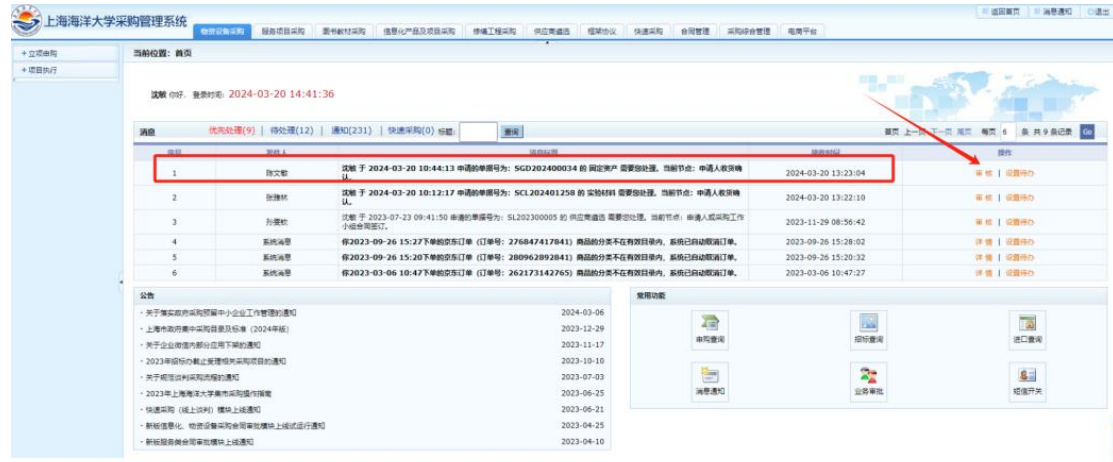 返回首页 消息通知 退出
上海海洋大学采购管理系统
物资设备采购 服务项目采购 图书教材采购 信息化产品及项目采购 修缮工程采购 供应商遴选 框架协议 快速采购 合同管理 采购综合管理 电商平台
+立项申购
当前位置：首页
+项目执行
沈敏 你好， 登录时间：2024-03-20 14:41:36
消息 优先处理(9) | 待处理(12) | 通知(231) | 快速采购(0) 标题: 查询 首页 上一页 下一页 尾页 每页 6 条 共 9 条记录 Go
序号 发件人 消息标题 接收时间 操作
1 陈文敏 沈敏 于 2024-03-20 10:44:13 申请的单据号为：SGD202400034 的 固定资产 需要您处理。当前节点：申请人收货确认。 2024-03-20 13:23:04 审 核 | 设置待办
2 沈敏 于 2024-03-20 10:12:17 申请的单据号为：SCL202401258 的 实验材料 需要您处理。当前节点：申请人收货确认。 2024-03-20 13:22:10 审 核 | 设置待办
3 沈敏 于 2023-07-23 09:41:50 申请的单据号为：SL202300005 的 供应商遴选 需要您处理。当前节点：申请人或采购工作小组合同签订。 2023-11-29 08:56:42 审 核 | 设置待办
4 系统消息 你2023-09-26 15:27下单的京东订单（订单号：276847417841）商品的分类不在有效目录内，系统已自动取消订单。 2023-09-26 15:28:02 详 情 | 设置待办
5 系统消息 你2023-09-26 15:20下单的京东订单（订单号：280962892841）商品的分类不在有效目录内，系统已自动取消订单。 2023-09-26 15:20:32 详 情 | 设置待办
6 系统消息 你2023-03-06 10:47下单的京东订单（订单号：262173142765）商品的分类不在有效目录内，系统已自动取消订单。 2023-03-06 10:47:27 详 情 | 设置待办
公告
· 关于落实政府采购预留中小企业工作管理的通知 2024-03-06
· 上海市政府集中采购目录及标准（2024年版） 2023-12-29
· 关于企业微信内部分应用下架的通知 2023-11-17
· 2023年招标办截止受理相关采购项目的通知 2023-10-10
· 关于规范谈判采购流程的通知 2023-07-03
· 2023年上海海洋大学集市采购操作指南 2023-06-25
· 快速采购（线上谈判）模块上线通知 2023-06-21
· 新版信息化、物资设备采购合同审批模块上线试运行通知 2023-04-25
· 新版服务类合同审批模块上线通知 2023-04-10
常用功能
申购查询 招标查询 进口查询
消息通知 业务审批 短信开关